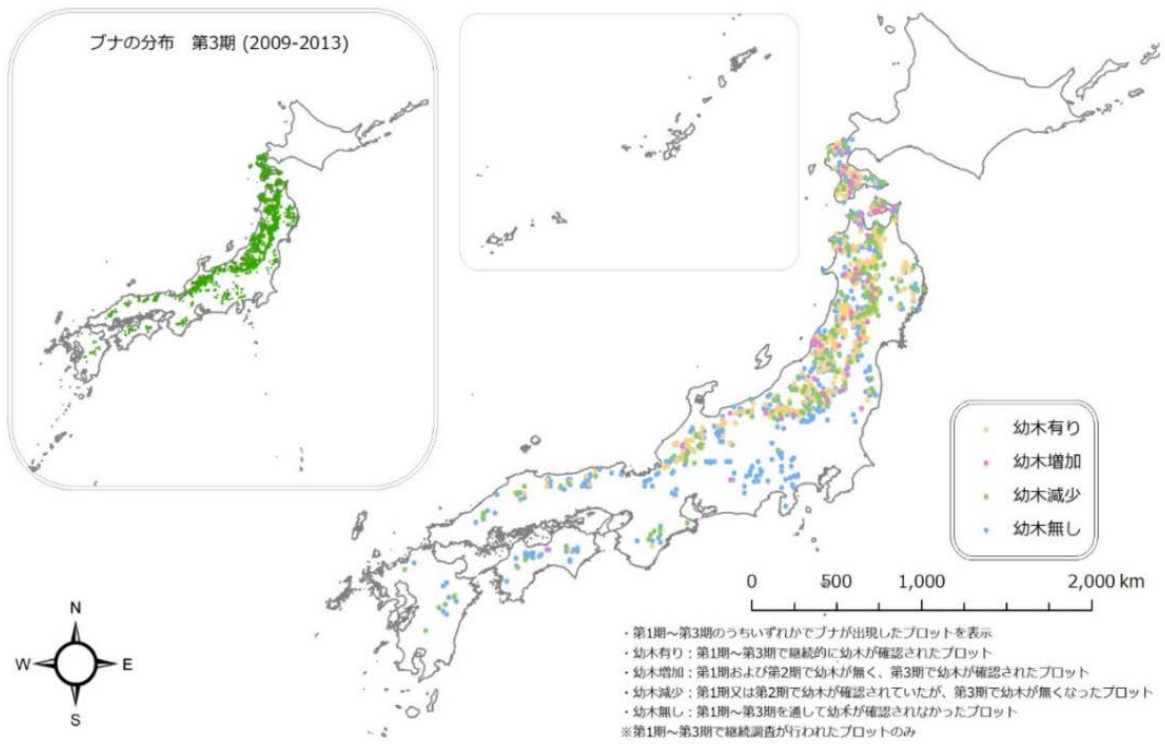 ブナの分布 第3期 (2009-2013)
幼木有り
幼木増加
幼木減少
幼木無し
0 500 1,000 2,000 km
N
W E
S
・第1期～第3期のうちいずれかでブナが出現したプロットを表示
・幼木有り：第1期～第3期で継続的に幼木が確認されたプロット
・幼木増加：第1期および第2期で幼木が無く、第3期で幼木が確認されたプロット
・幼木減少：第1期又は第2期で幼木が確認されていたが、第3期で幼木が無くなったプロット
・幼木無し：第1期～第3期を通して幼木が確認されなかったプロット
※第1期～第3期で継続調査が行われたプロットのみ